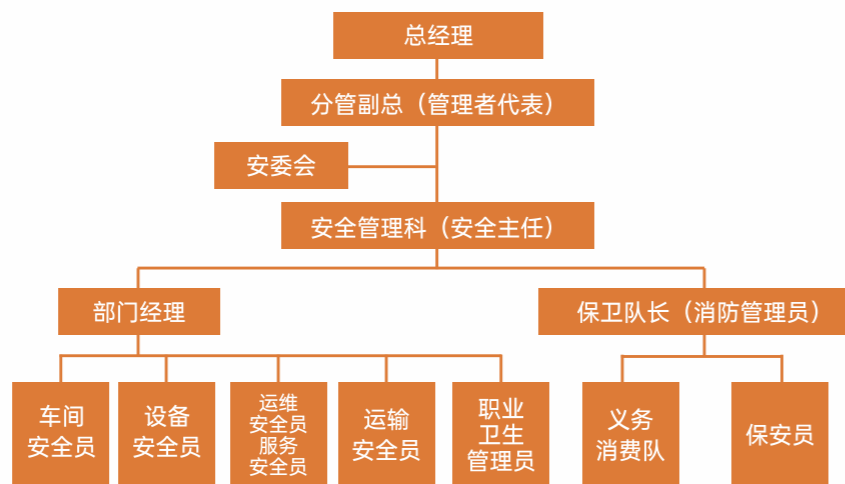 总经理
分管副总（管理者代表）
安委会
安全管理科（安全主任）
部门经理
保卫队长（消防管理员）
车间
安全员
设备
安全员
运维
安全员
服务
安全员
运输
安全员
职业
卫生
管理员
义务
消费队
保安员